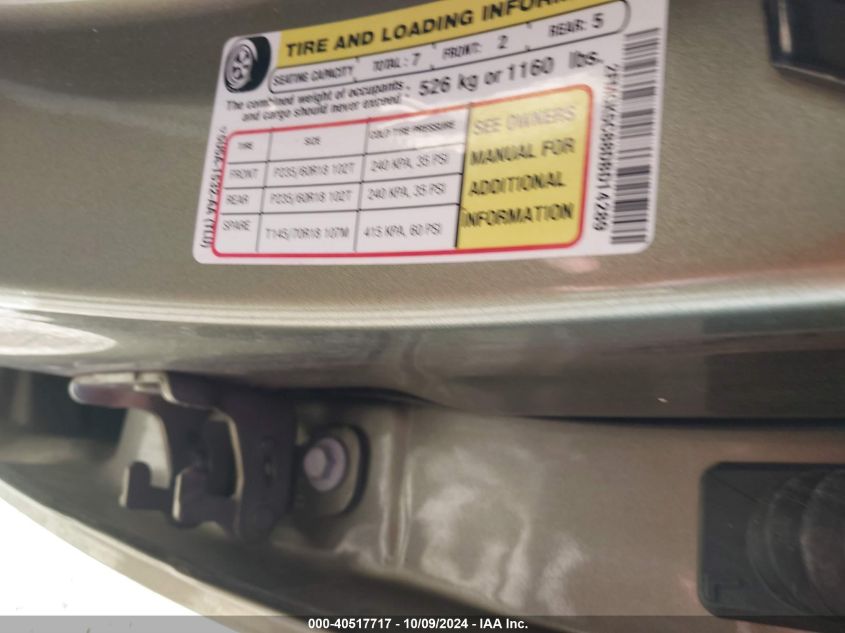 TIRE AND LOADING INFORM
SEATING CAPACITY TOTAL: 7 FRONT: 2 REAR: 5
The combined weight of occupants and cargo should never exceed: 526 kg or 1160 lbs.
TIRE SIZE COLD TIRE PRESSURE
FRONT P235/60R18 102T 240 KPA, 35 PSI
REAR P235/60R18 102T 240 KPA, 35 PSI
SPARE T145/70R18 107M 415 KPA, 60 PSI
SEE OWNERS
MANUAL FOR
ADDITIONAL
INFORMATION
000-40517717 - 10/09/2024 - IAA Inc.